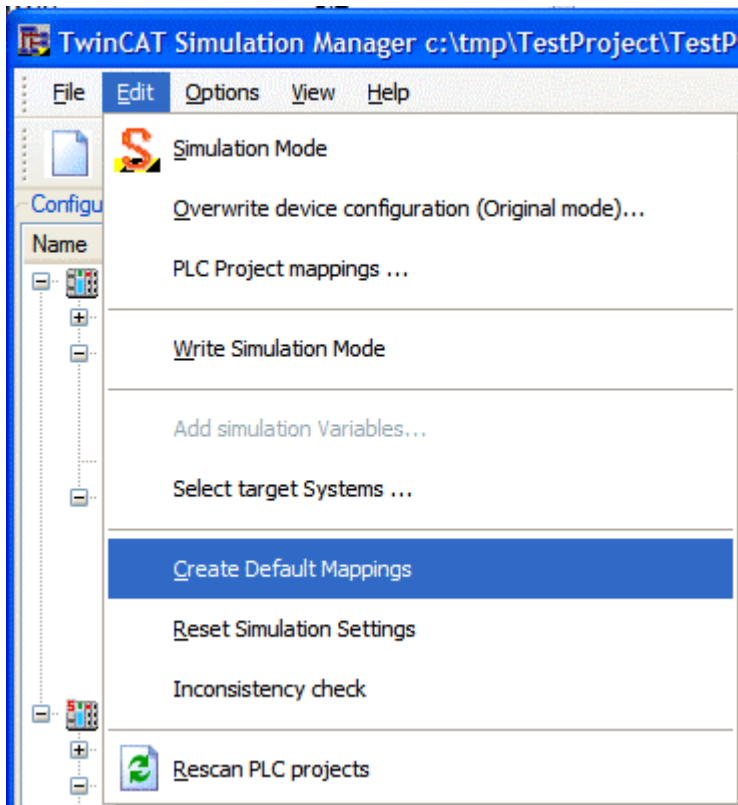 TwinCAT Simulation Manager c:\tmp\TestProject\TestP
File Edit Options View Help
Simulation Mode
Configu
Overwrite device configuration (Original mode)...
Name
PLC Project mappings ...
Write Simulation Mode
Add simulation Variables...
Select target Systems ...
Create Default Mappings
Reset Simulation Settings
Inconsistency check
Rescan PLC projects